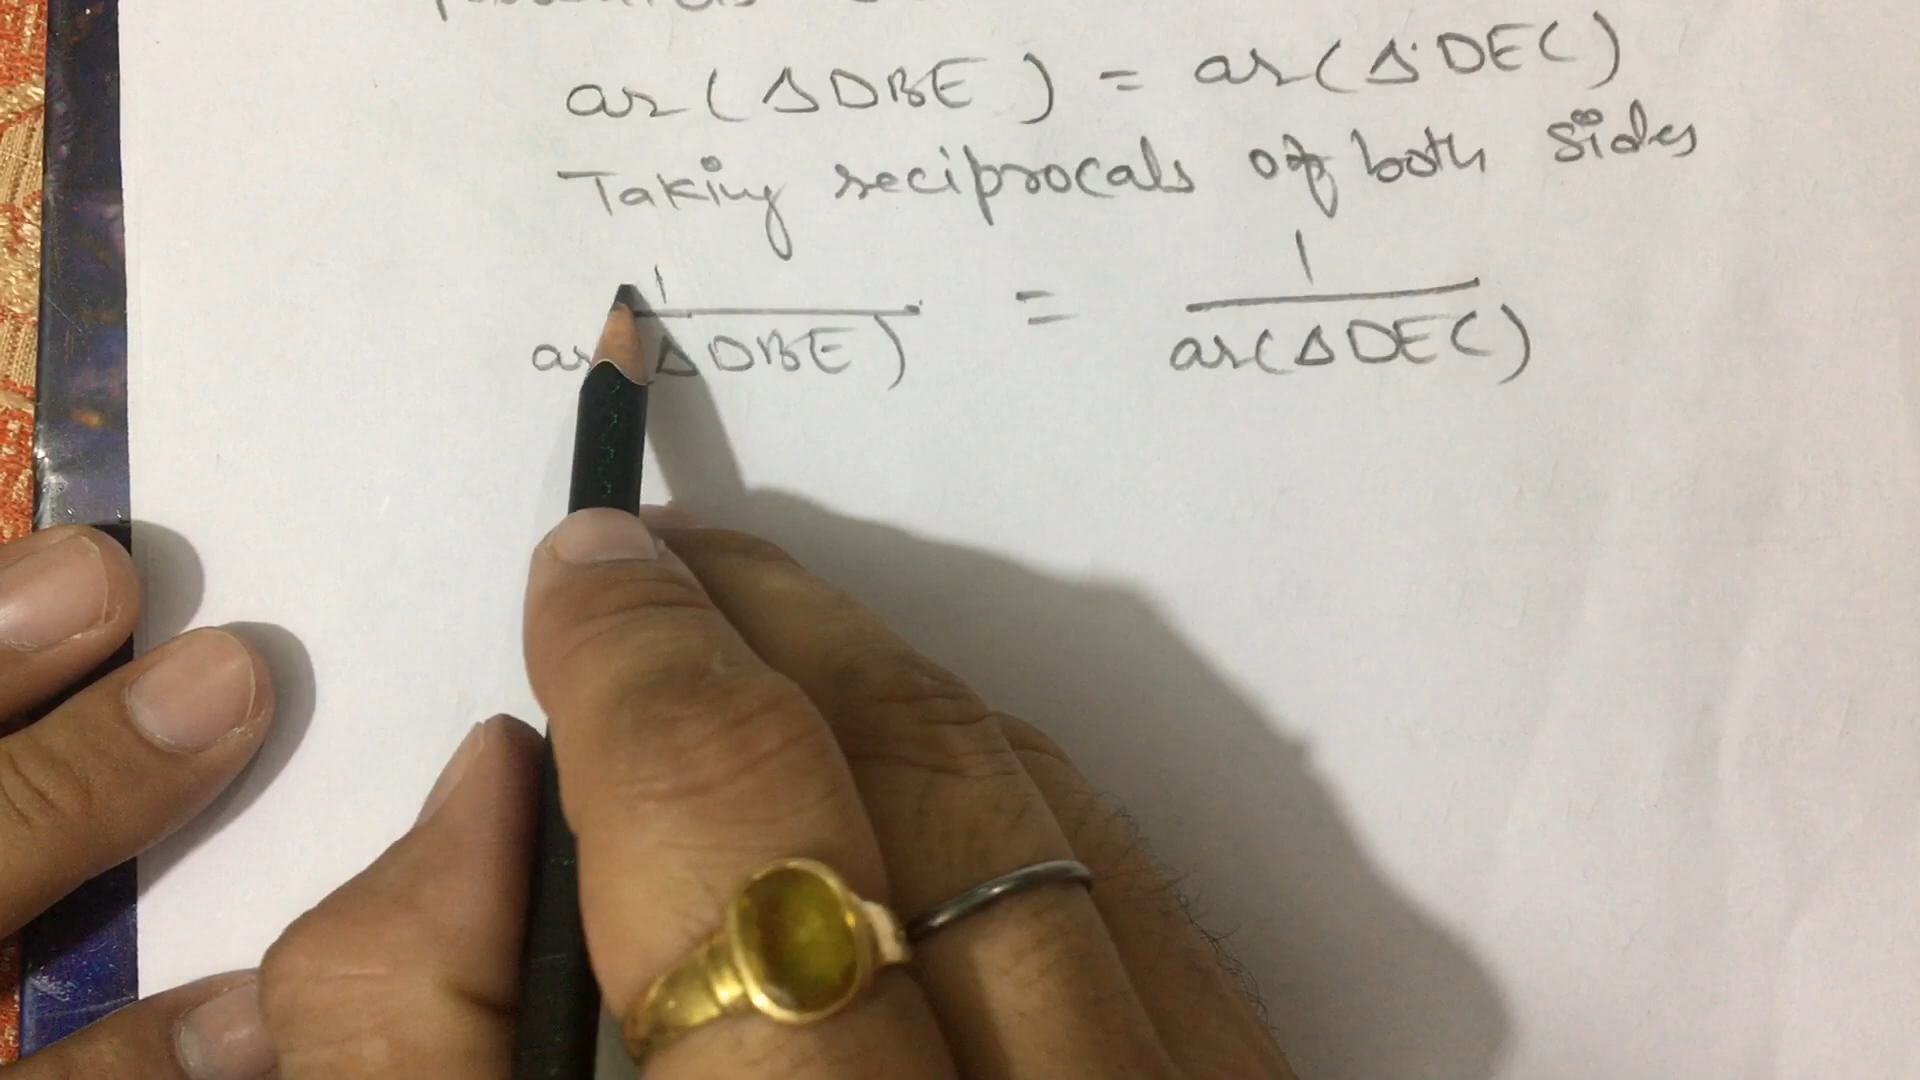 ar(ΔDBE) = ar(ΔDEC)
Taking reciprocals of both sides
1/ar(ΔDBE) = 1/ar(ΔDEC)